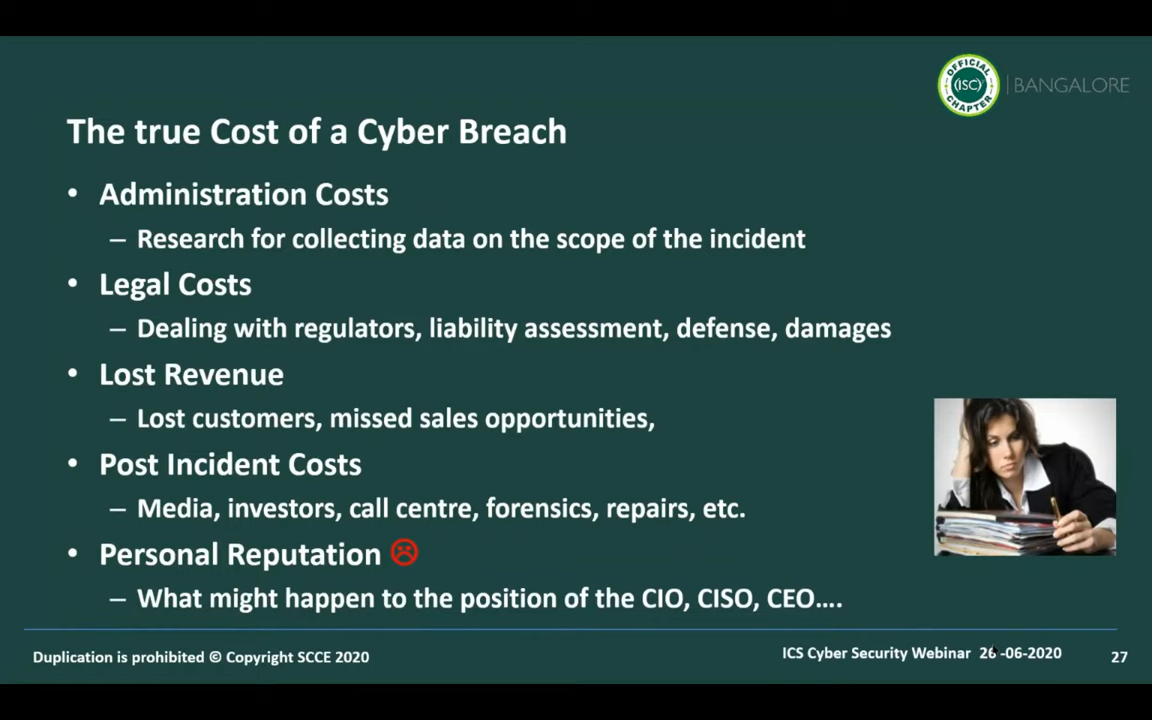 OFFICIAL
(ISC)
CHAPTER
BANGALORE
The true Cost of a Cyber Breach
• Administration Costs
– Research for collecting data on the scope of the incident
• Legal Costs
– Dealing with regulators, liability assessment, defense, damages
• Lost Revenue
– Lost customers, missed sales opportunities,
• Post Incident Costs
– Media, investors, call centre, forensics, repairs, etc.
• Personal Reputation ☹
– What might happen to the position of the CIO, CISO, CEO....
Duplication is prohibited © Copyright SCCE 2020
ICS Cyber Security Webinar 26-06-2020
27